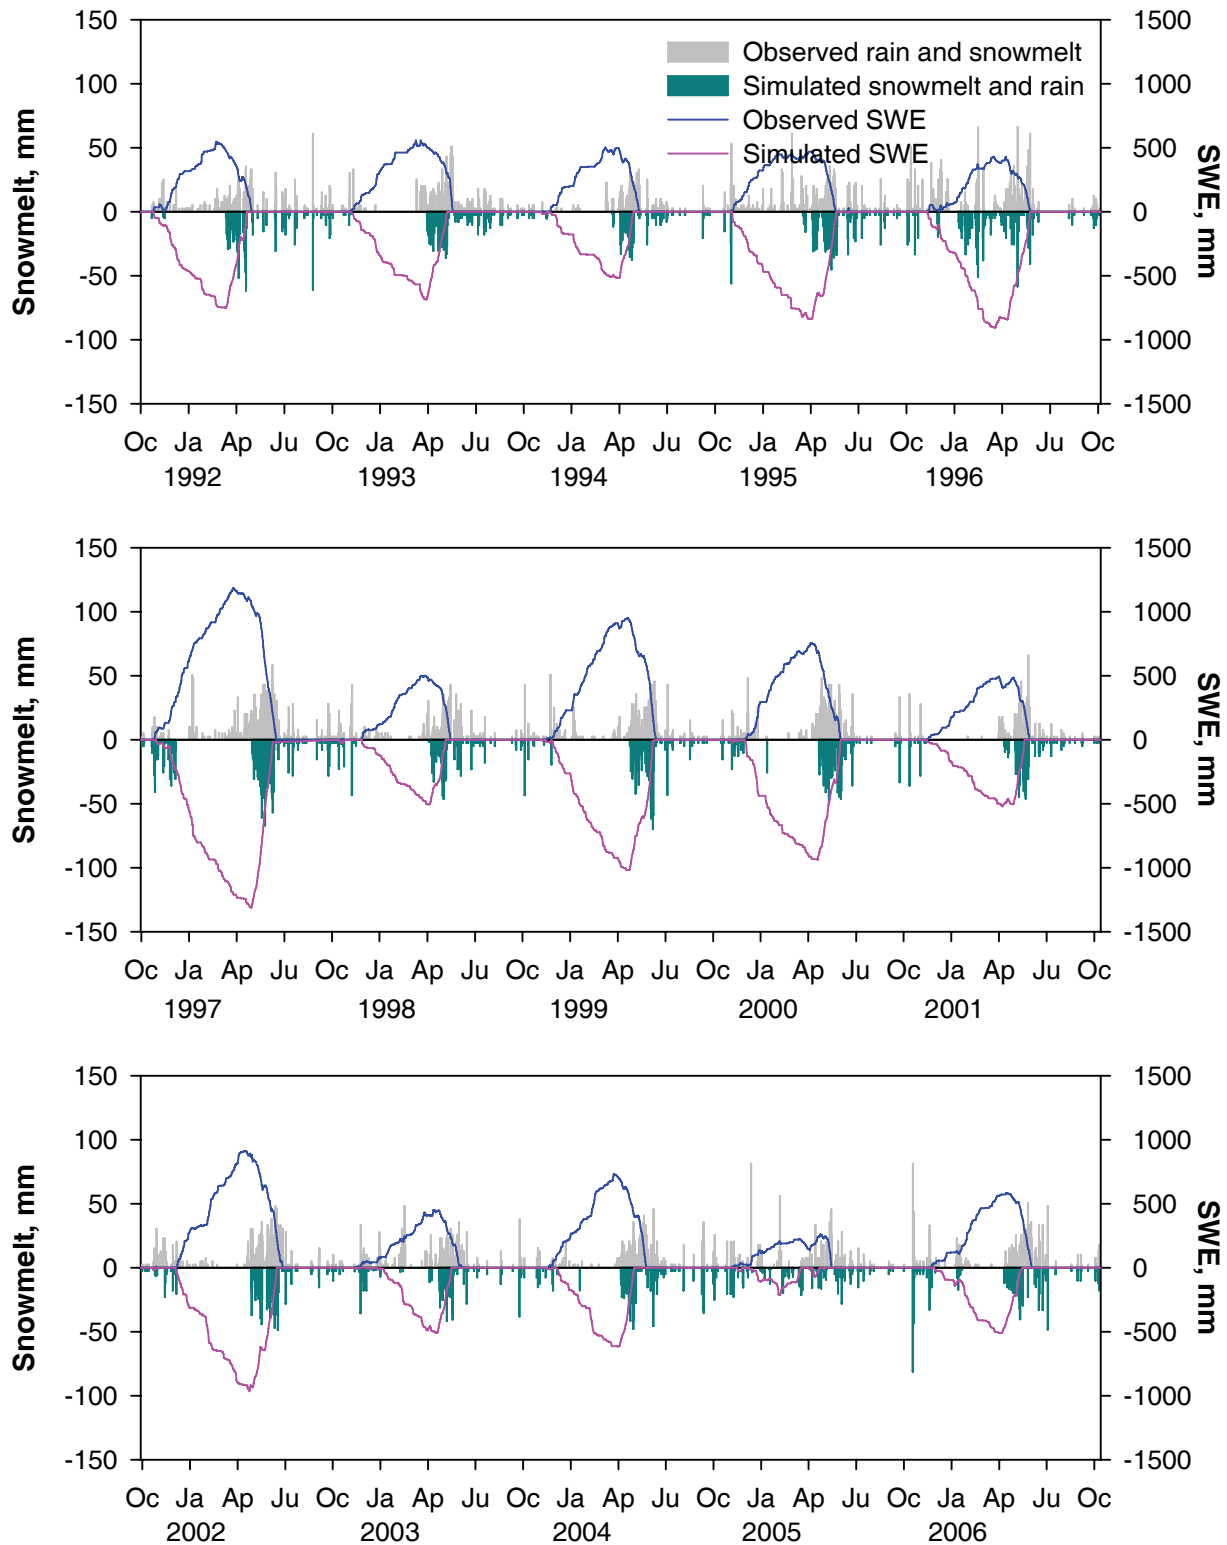 150 1500
Observed rain and snowmelt
100 1000
Simulated snowmelt and rain
Observed SWE
50 500
Simulated SWE
0 0
-50 -500
-100 -1000
-150 -1500
Snowmelt, mm
SWE, mm
Oc Ja Ap Ju Oc Ja Ap Ju Oc Ja Ap Ju Oc Ja Ap Ju Oc Ja Ap Ju Oc
1992 1993 1994 1995 1996
150 1500
100 1000
50 500
0 0
-50 -500
-100 -1000
-150 -1500
Snowmelt, mm
SWE, mm
Oc Ja Ap Ju Oc Ja Ap Ju Oc Ja Ap Ju Oc Ja Ap Ju Oc Ja Ap Ju Oc
1997 1998 1999 2000 2001
150 1500
100 1000
50 500
0 0
-50 -500
-100 -1000
-150 -1500
Snowmelt, mm
SWE, mm
Oc Ja Ap Ju Oc Ja Ap Ju Oc Ja Ap Ju Oc Ja Ap Ju Oc Ja Ap Ju Oc
2002 2003 2004 2005 2006